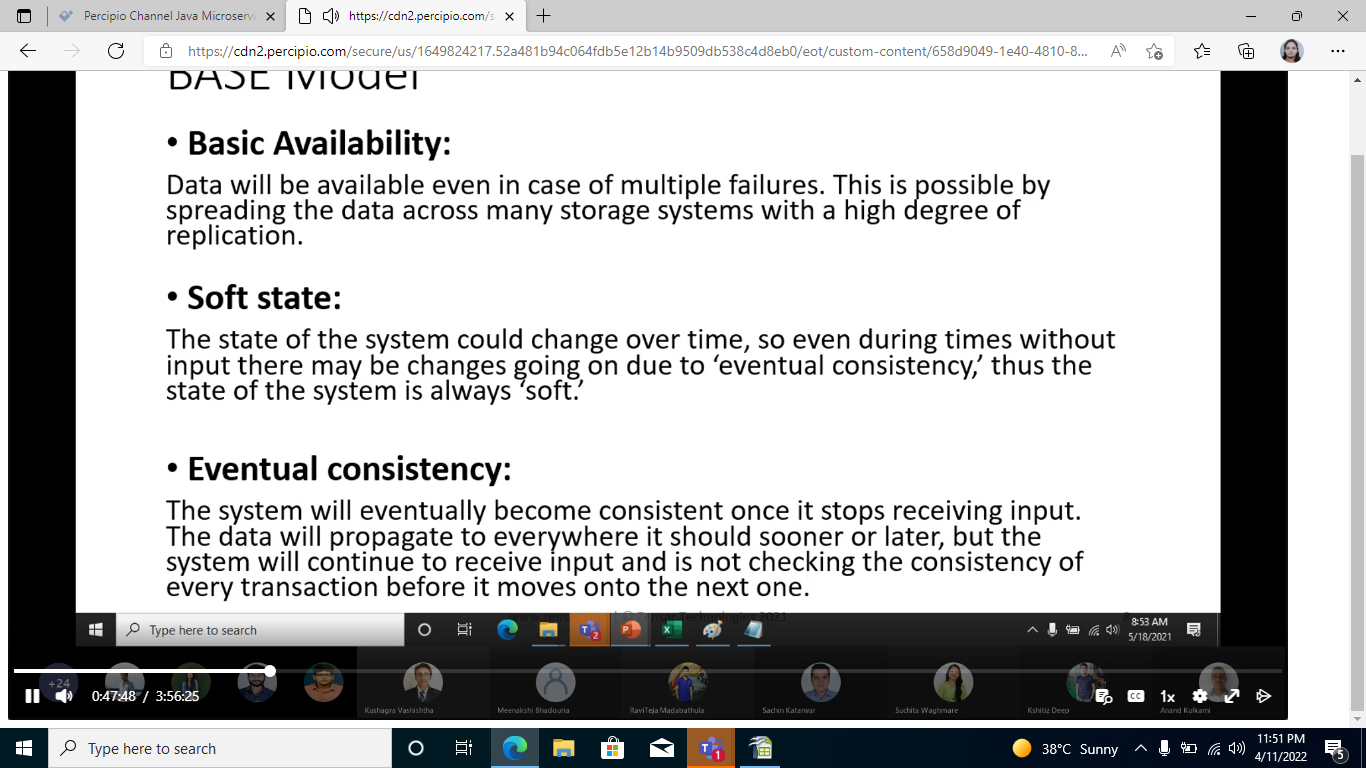 Percipio Channel Java Microservi
https://cdn2.percipio.com/s
https://cdn2.percipio.com/secure/us/1649824217.52a481b94c064fdb5e12b14b9509db538c4d8eb0/eot/custom-content/658d9049-1e40-4810-8...
BASE Model
• Basic Availability:
Data will be available even in case of multiple failures. This is possible by
spreading the data across many storage systems with a high degree of
replication.
• Soft state:
The state of the system could change over time, so even during times without
input there may be changes going on due to ‘eventual consistency,’ thus the
state of the system is always ‘soft.’
• Eventual consistency:
The system will eventually become consistent once it stops receiving input.
The data will propagate to everywhere it should sooner or later, but the
system will continue to receive input and is not checking the consistency of
every transaction before it moves onto the next one.
| © Zensar Technologies 2021
Type here to search
2
8:53 AM
5/18/2021
+24
0:47:48 / 3:56:25
CC
1x
Kushagra Vashishtha
Meenakshi Bhadouria
RaviTeja Madabathula
Sachin Katarwar
Suchita Waghmare
Kshitiz Deep
Anand Kulkarni
Type here to search
1
38°C Sunny
11:51 PM
4/11/2022
5